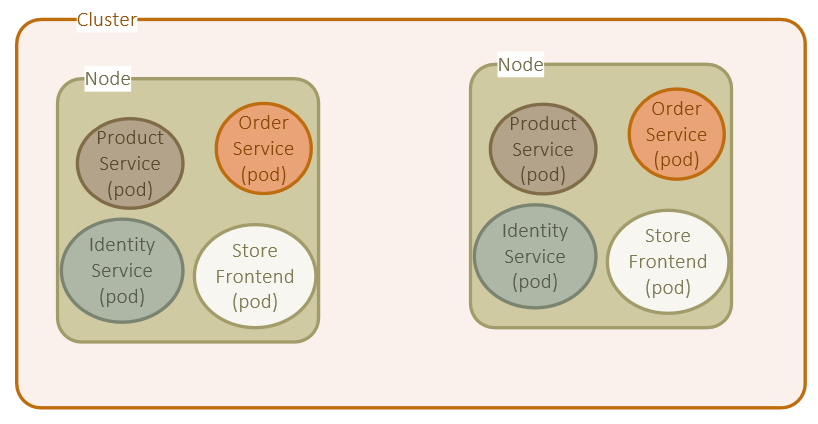 Cluster
Node
Product
Service
(pod)
Order
Service
(pod)
Identity
Service
(pod)
Store
Frontend
(pod)
Node
Product
Service
(pod)
Order
Service
(pod)
Identity
Service
(pod)
Store
Frontend
(pod)